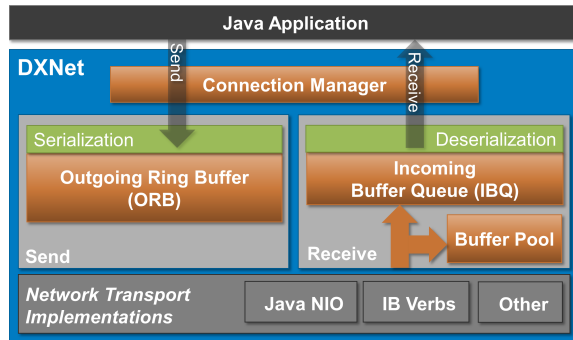 Java Application
Send
Receive
DXNet
Connection Manager
Serialization
Outgoing Ring Buffer
(ORB)
Send
Deserialization
Incoming
Buffer Queue (IBQ)
Buffer Pool
Receive
Network Transport
Implementations
Java NIO
IB Verbs
Other